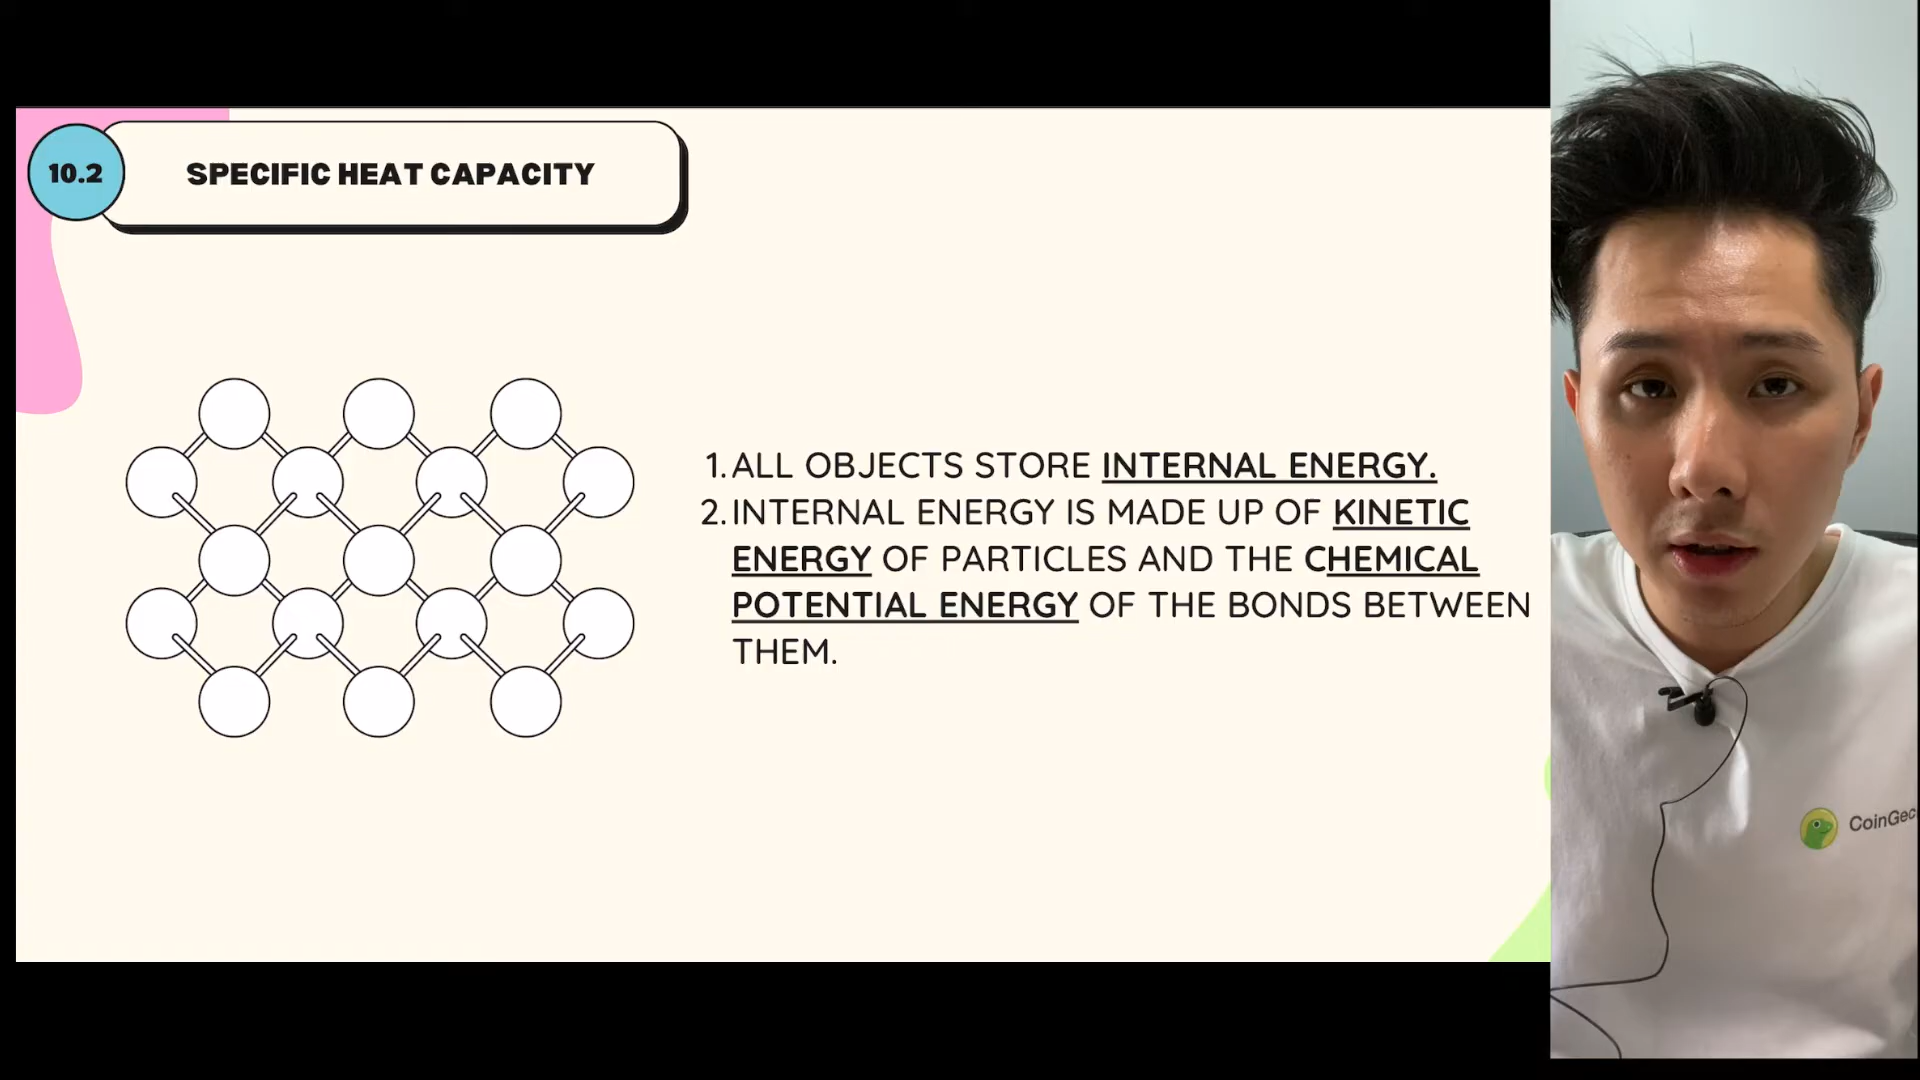 10.2
SPECIFIC HEAT CAPACITY
1. ALL OBJECTS STORE INTERNAL ENERGY.
2. INTERNAL ENERGY IS MADE UP OF KINETIC
ENERGY OF PARTICLES AND THE CHEMICAL
POTENTIAL ENERGY OF THE BONDS BETWEEN
THEM.
CoinGec